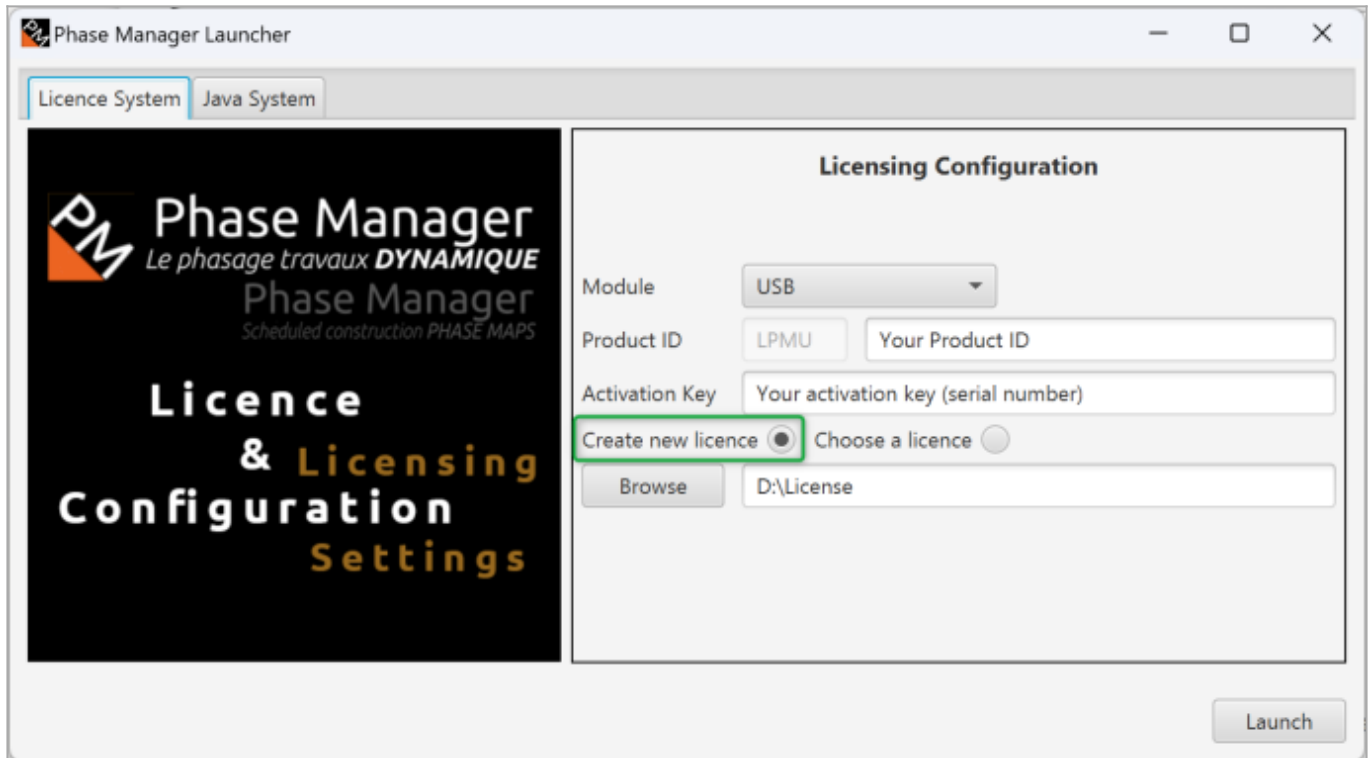 PM Phase Manager Launcher
Licence System Java System
PM Phase Manager
Le phasage travaux DYNAMIQUE
Phase Manager
Scheduled construction PHASE MAPS
Licence
& Licensing
Configuration
Settings
Licensing Configuration
Module USB
Product ID LPMU Your Product ID
Activation Key Your activation key (serial number)
Create new licence Choose a licence
Browse D:\License
Launch